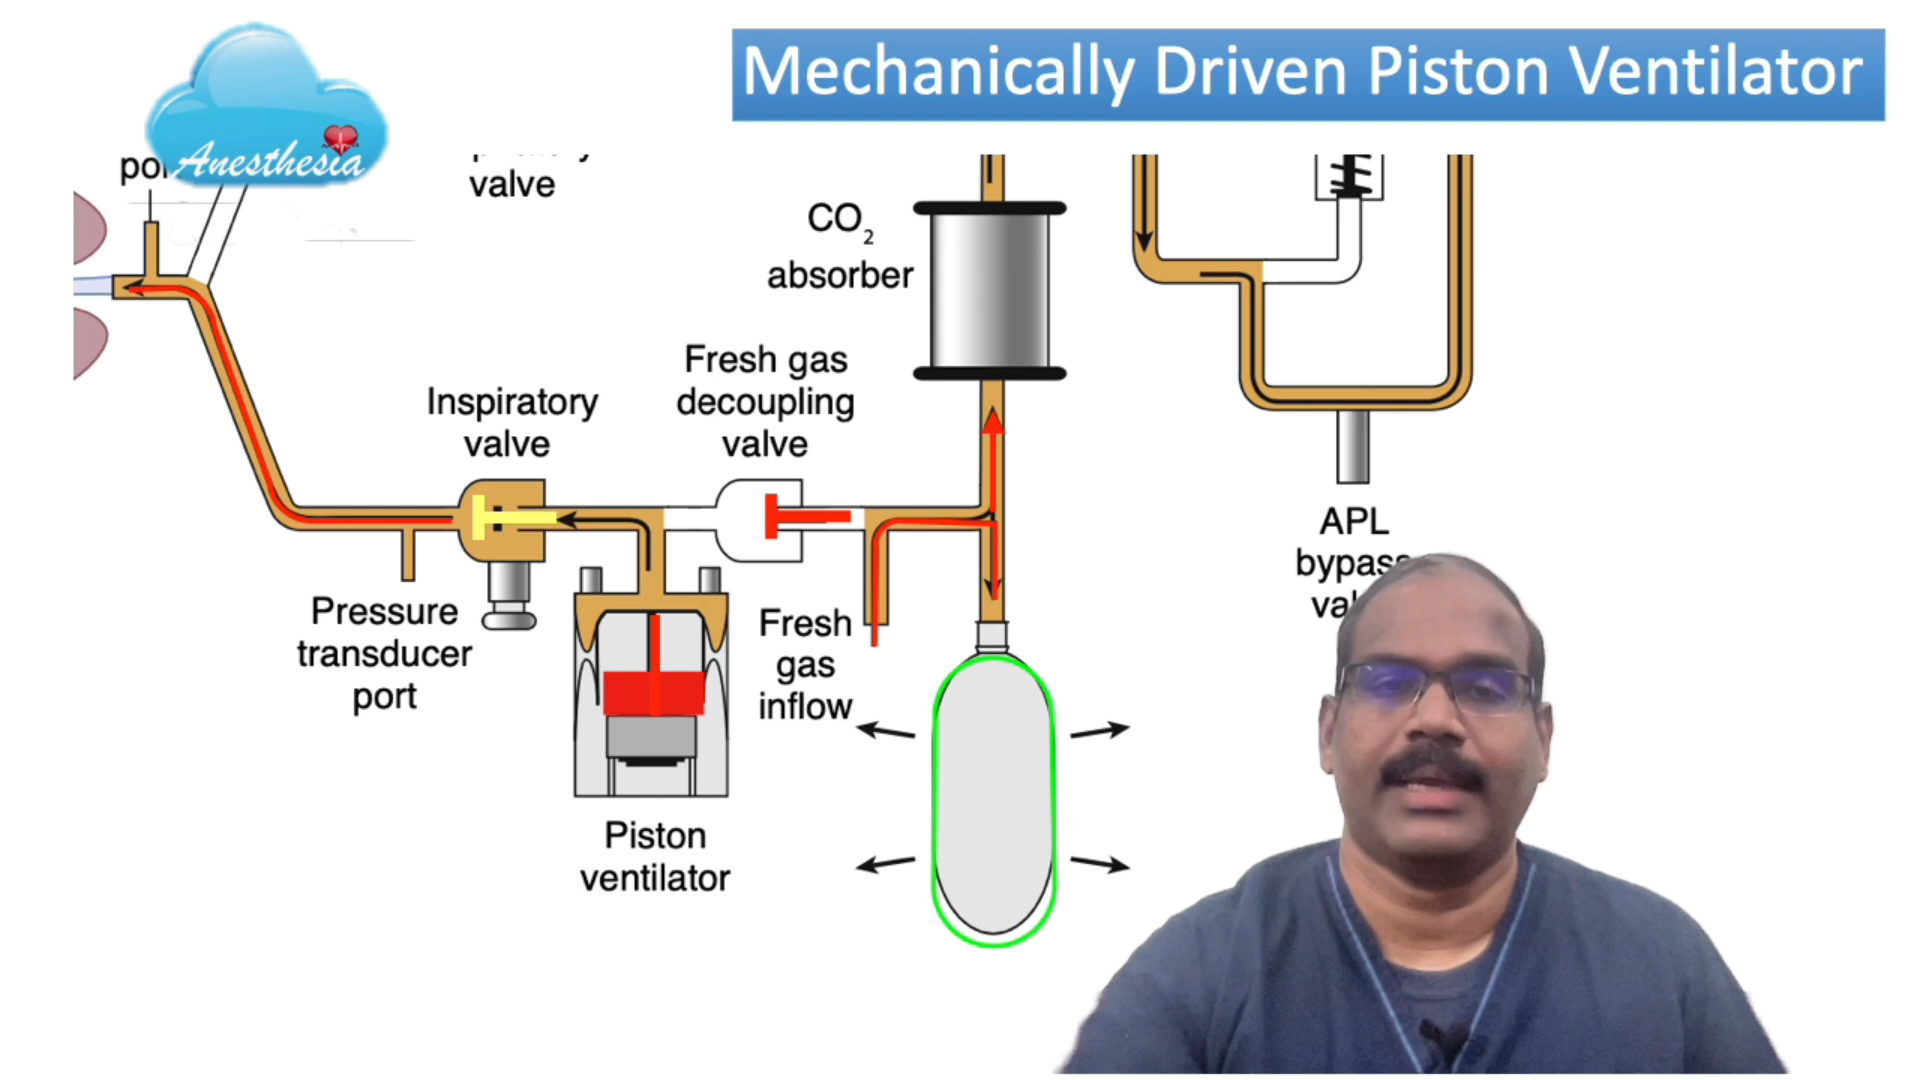 Mechanically Driven Piston Ventilator
Anesthesia
valve
CO2
absorber
Fresh gas
decoupling
valve
Inspiratory
valve
Pressure
transducer
port
Fresh
gas
inflow
APL
bypass
Piston
ventilator